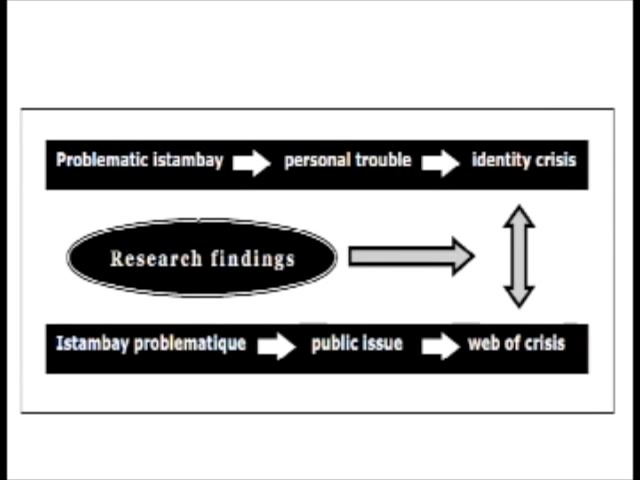 Problematic istambay personal trouble identity crisis
Research findings
Istambay problematique public issue web of crisis